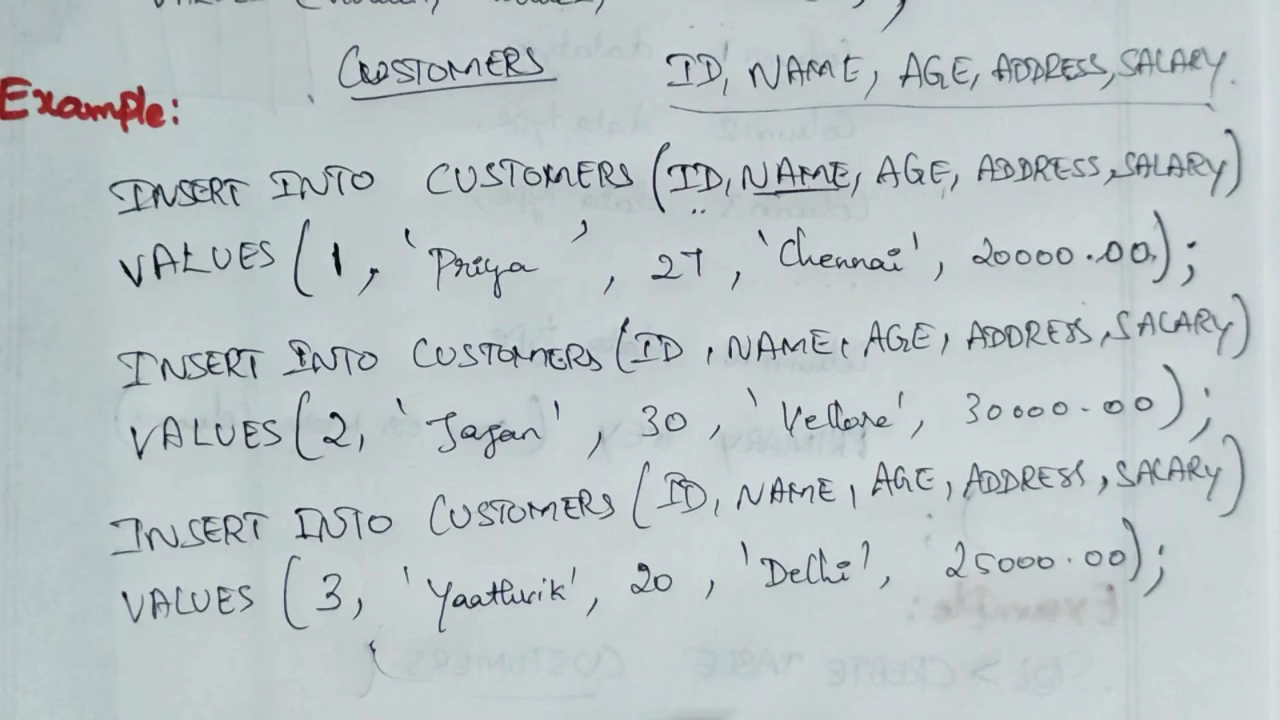 CUSTOMERS ID, NAME, AGE, ADDRESS, SALARY.
Example:
INSERT INTO CUSTOMERS (ID, NAME, AGE, ADDRESS, SALARY)
VALUES (1, 'Priya', 27, 'Chennai', 20000.00);
INSERT INTO CUSTOMERS (ID, NAME, AGE, ADDRESS, SALARY)
VALUES (2, 'Jagan', 30, 'Vellore', 30000.00);
INSERT INTO CUSTOMERS (ID, NAME, AGE, ADDRESS, SALARY)
VALUES (3, 'Yaathvik', 20, 'Delhi', 25000.00);